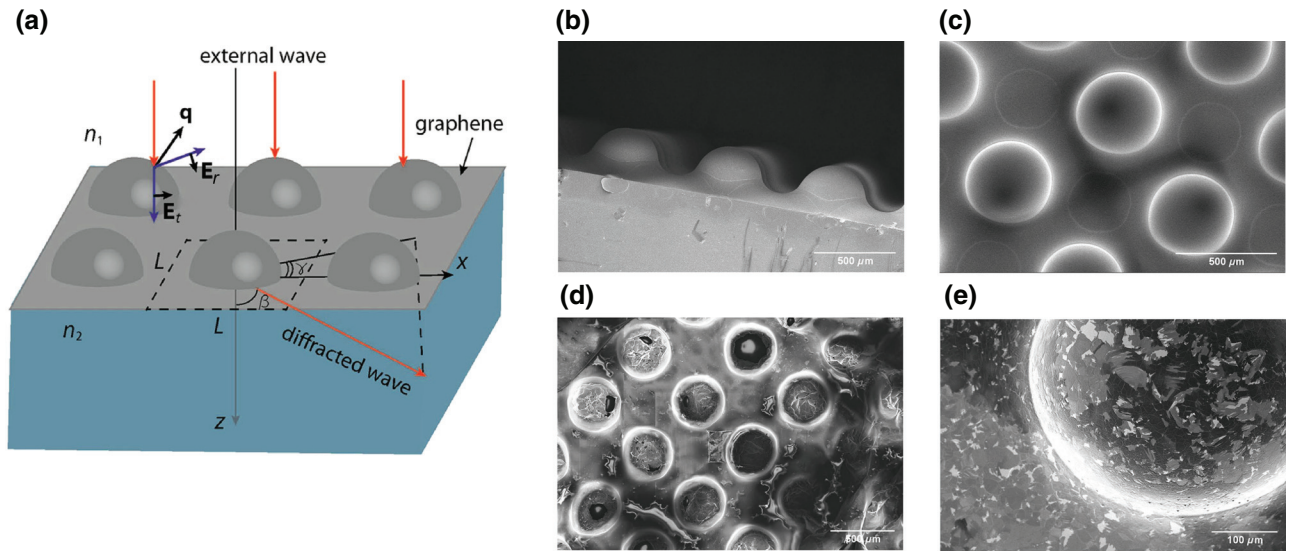 (a)
external wave
q
n1
graphene
Er
Et
L
γ
x
β
L
n2
diffracted wave
z
(b)
500 μm
(c)
500 μm
(d)
500 μm
(e)
100 μm